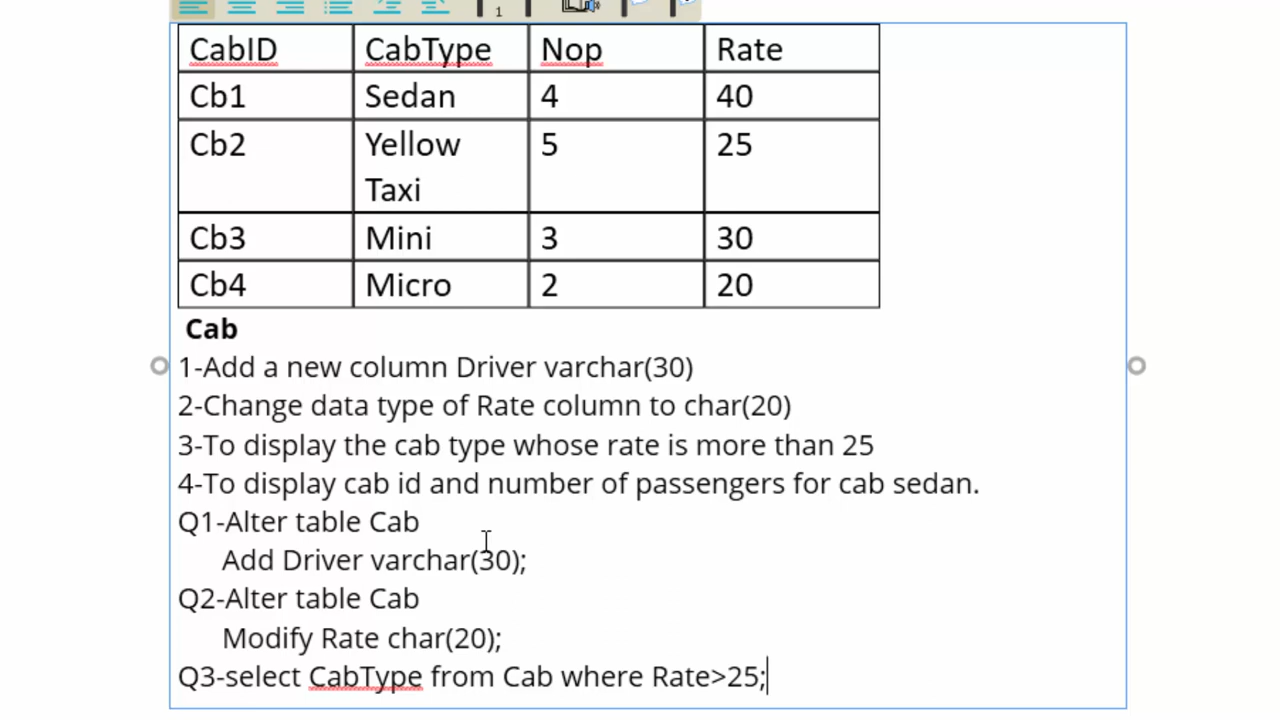 1
CabID CabType Nop Rate
Cb1 Sedan 4 40
Cb2 Yellow 5 25
Taxi
Cb3 Mini 3 30
Cb4 Micro 2 20
Cab
1-Add a new column Driver varchar(30)
2-Change data type of Rate column to char(20)
3-To display the cab type whose rate is more than 25
4-To display cab id and number of passengers for cab sedan.
Q1-Alter table Cab
Add Driver varchar(30);
Q2-Alter table Cab
Modify Rate char(20);
Q3-select CabType from Cab where Rate>25;